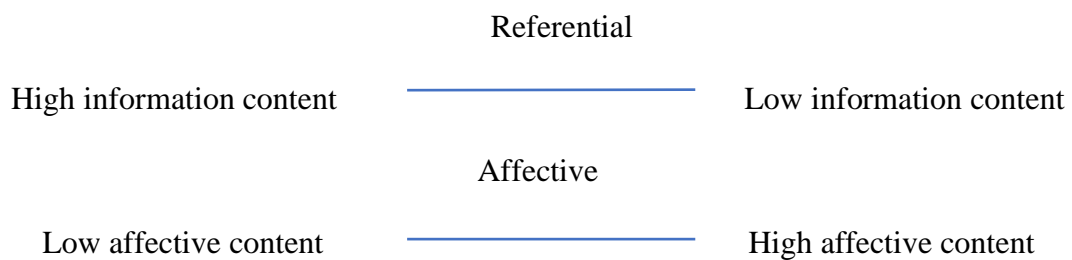 Referential
High information content Low information content
Affective
Low affective content High affective content